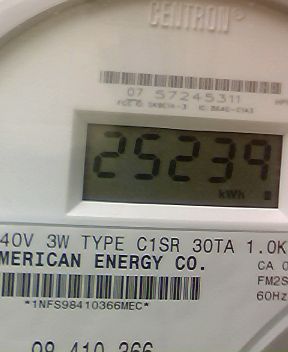 CENTRON®
07 57245311
25239
kWh
40V 3W TYPE C1SR 30TA 1.0K
MERICAN ENERGY CO.
CA 0
FM2S
60Hz
*1NFS98410366MEC*
98 410 366